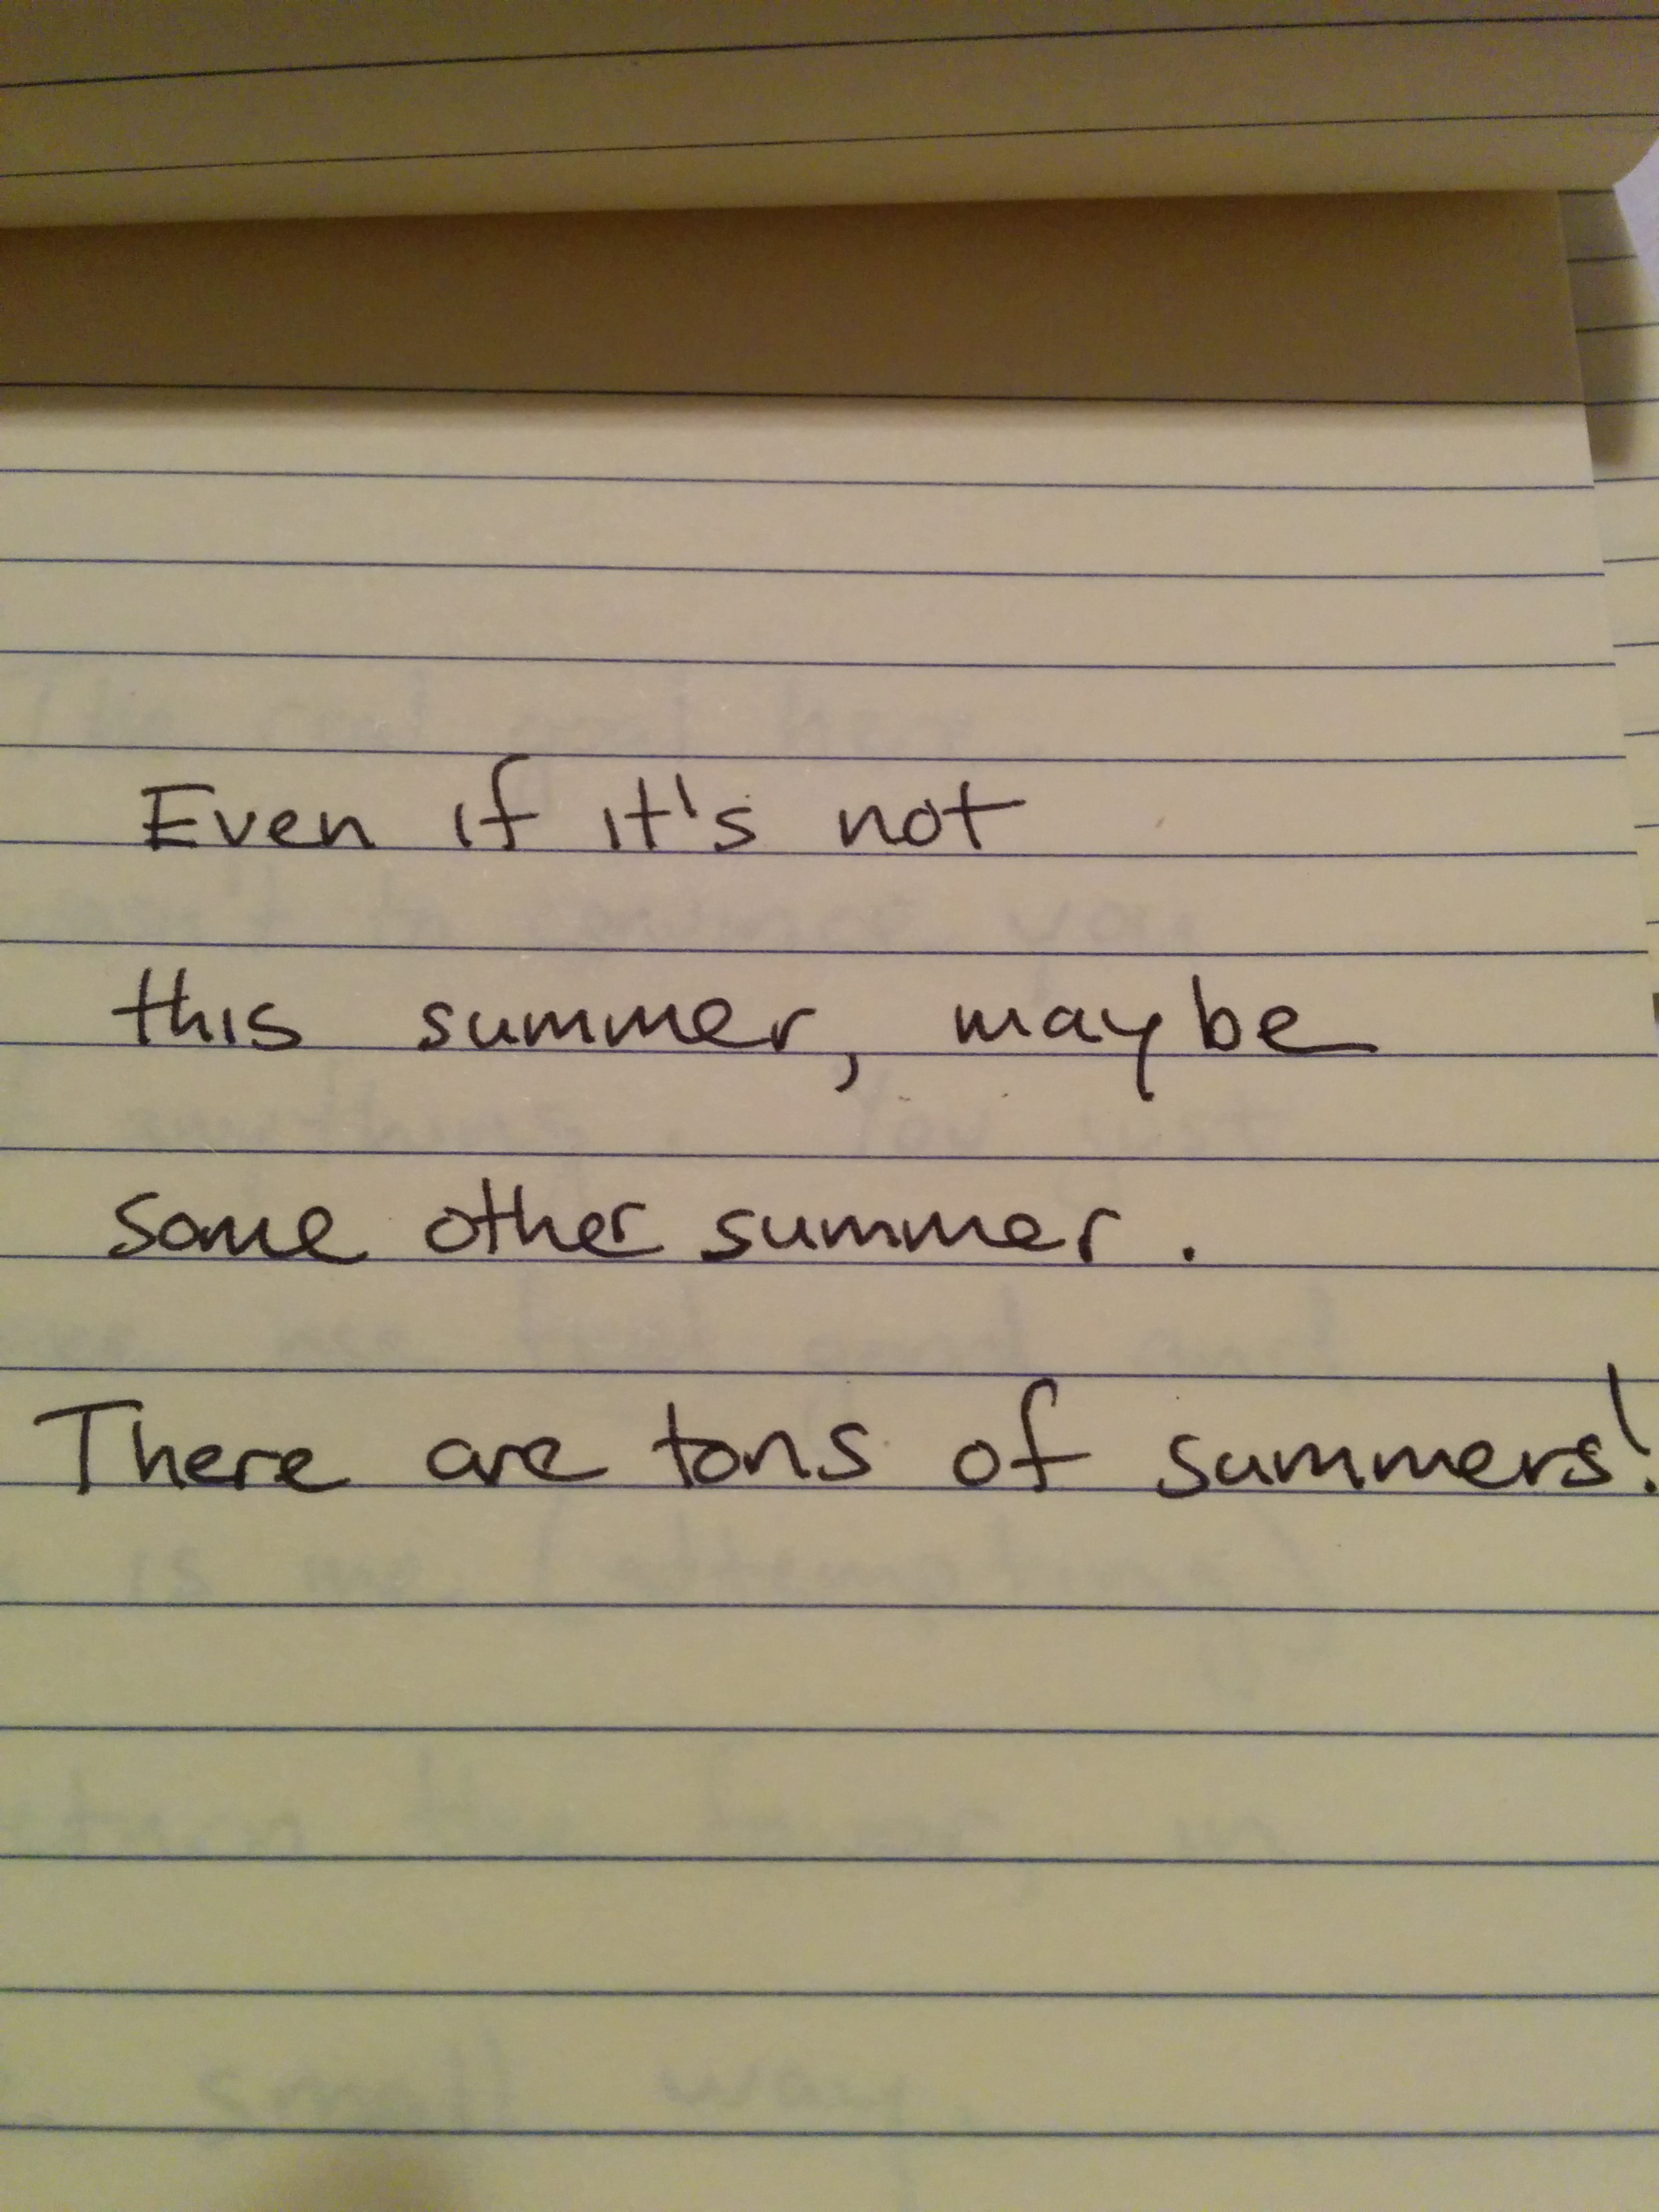 Even if it's not
this summer, maybe
some other summer.
There are tons of summers!